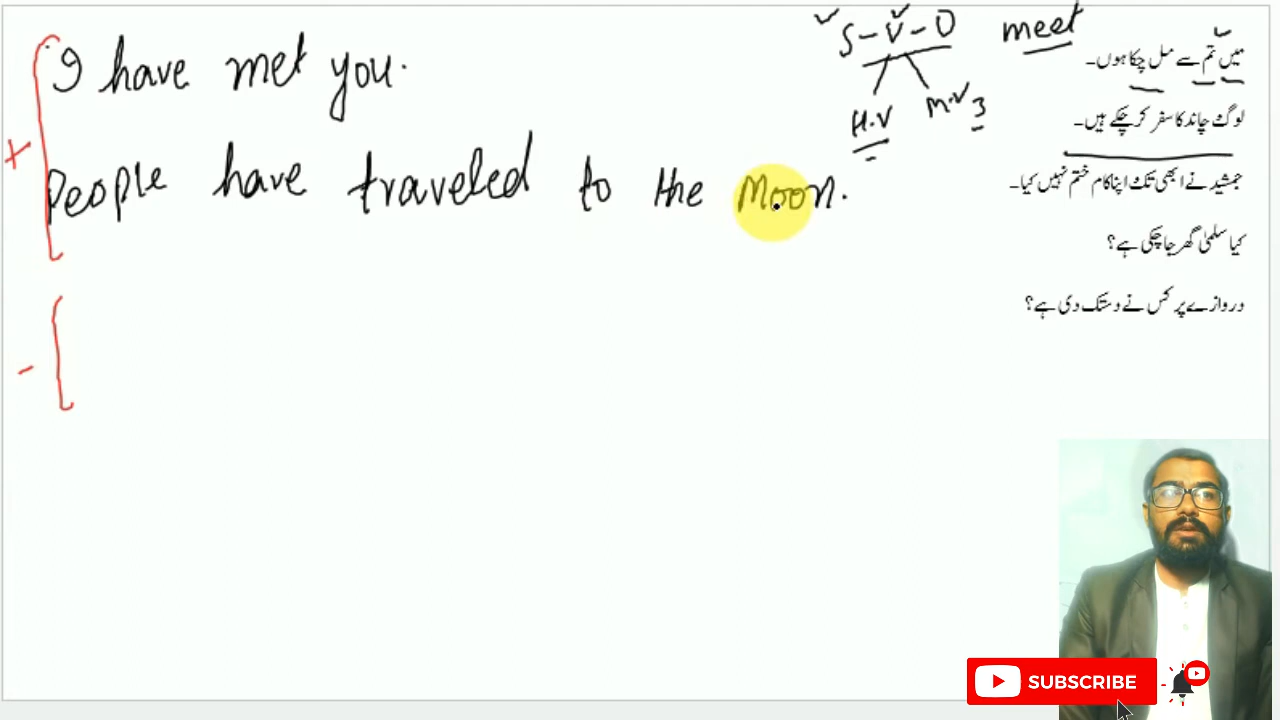 I have met you.
People have traveled to the Moon.
S-V-O
H.V
M.V 3
meet
+
-
میں تم سے مل چکا ہوں۔
لوگ چاند کا سفر کر چکے ہیں۔
جمشید نے ابھی تک اپنا کام ختم نہیں کیا۔
کیا سلمیٰ گھر جا چکی ہے؟
دروازے پر کس نے دستک دی ہے؟
SUBSCRIBE